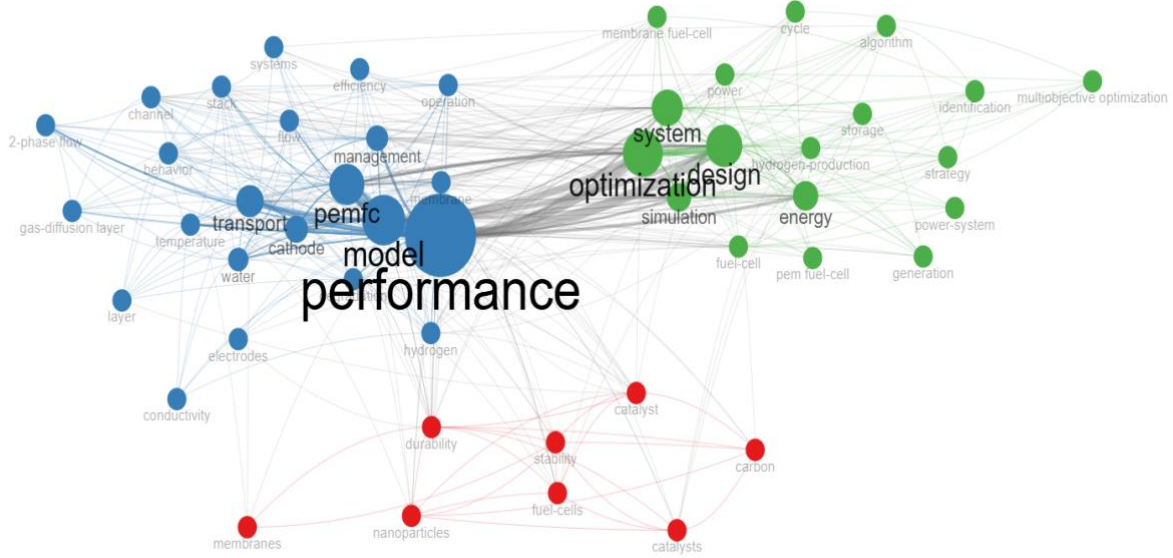 cycle
membrane fuel-cell
algorithm
systems
efficiency
power
operation
multiobjective optimization
stack
identification
channel
storage
flow
system
2-phase flow
management
hydrogen-production
behavior
design
strategy
optimization
membrane
pemfc
simulation
energy
transport
power-system
gas-diffusion layer
temperature
cathode
model
water
fuel-cell
pem fuel-cell
generation
performance
degradation
layer
hydrogen
electrodes
catalyst
conductivity
durability
stability
carbon
fuel-cells
nanoparticles
membranes
catalysts